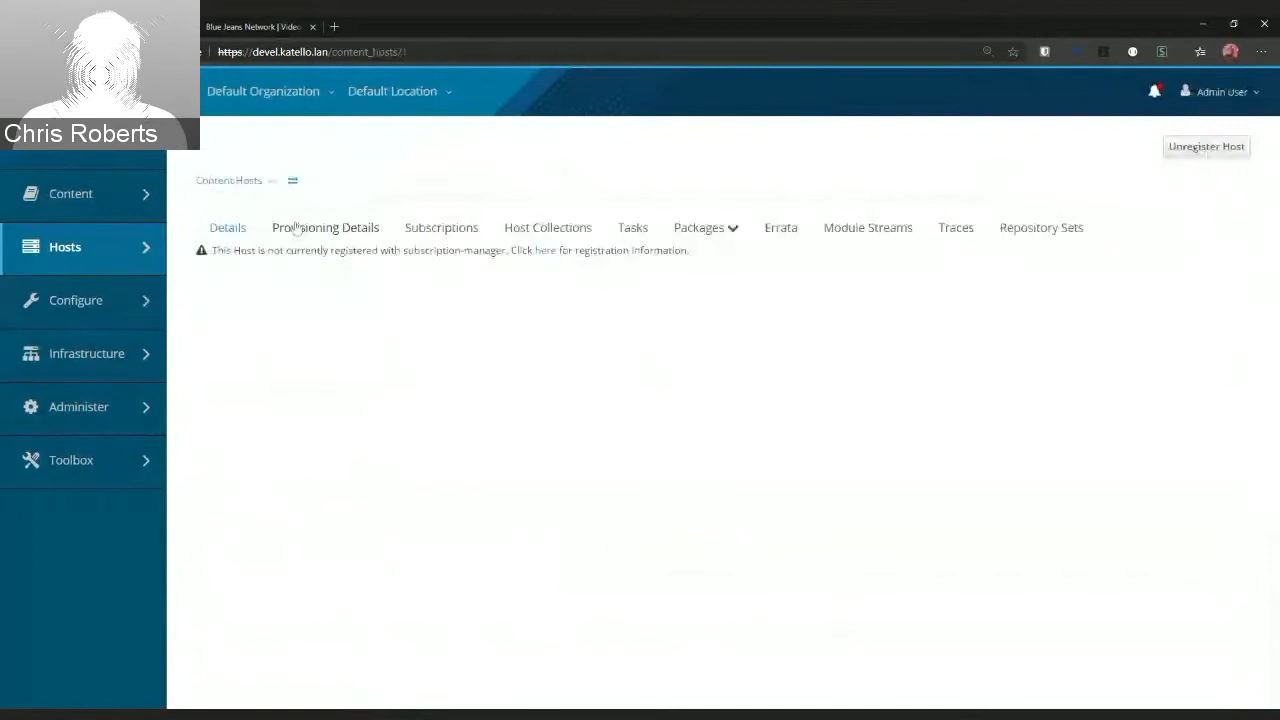 Blue Jeans Network | Video
https://devel.katello.lan/content_hosts/1
Default Organization
Default Location
Admin User
Chris Roberts
Unregister Host
Content Hosts
Content
Hosts
Configure
Infrastructure
Administer
Toolbox
Details Provisioning Details Subscriptions Host Collections Tasks Packages Errata Module Streams Traces Repository Sets
This Host is not currently registered with subscription-manager. Click here for registration information.